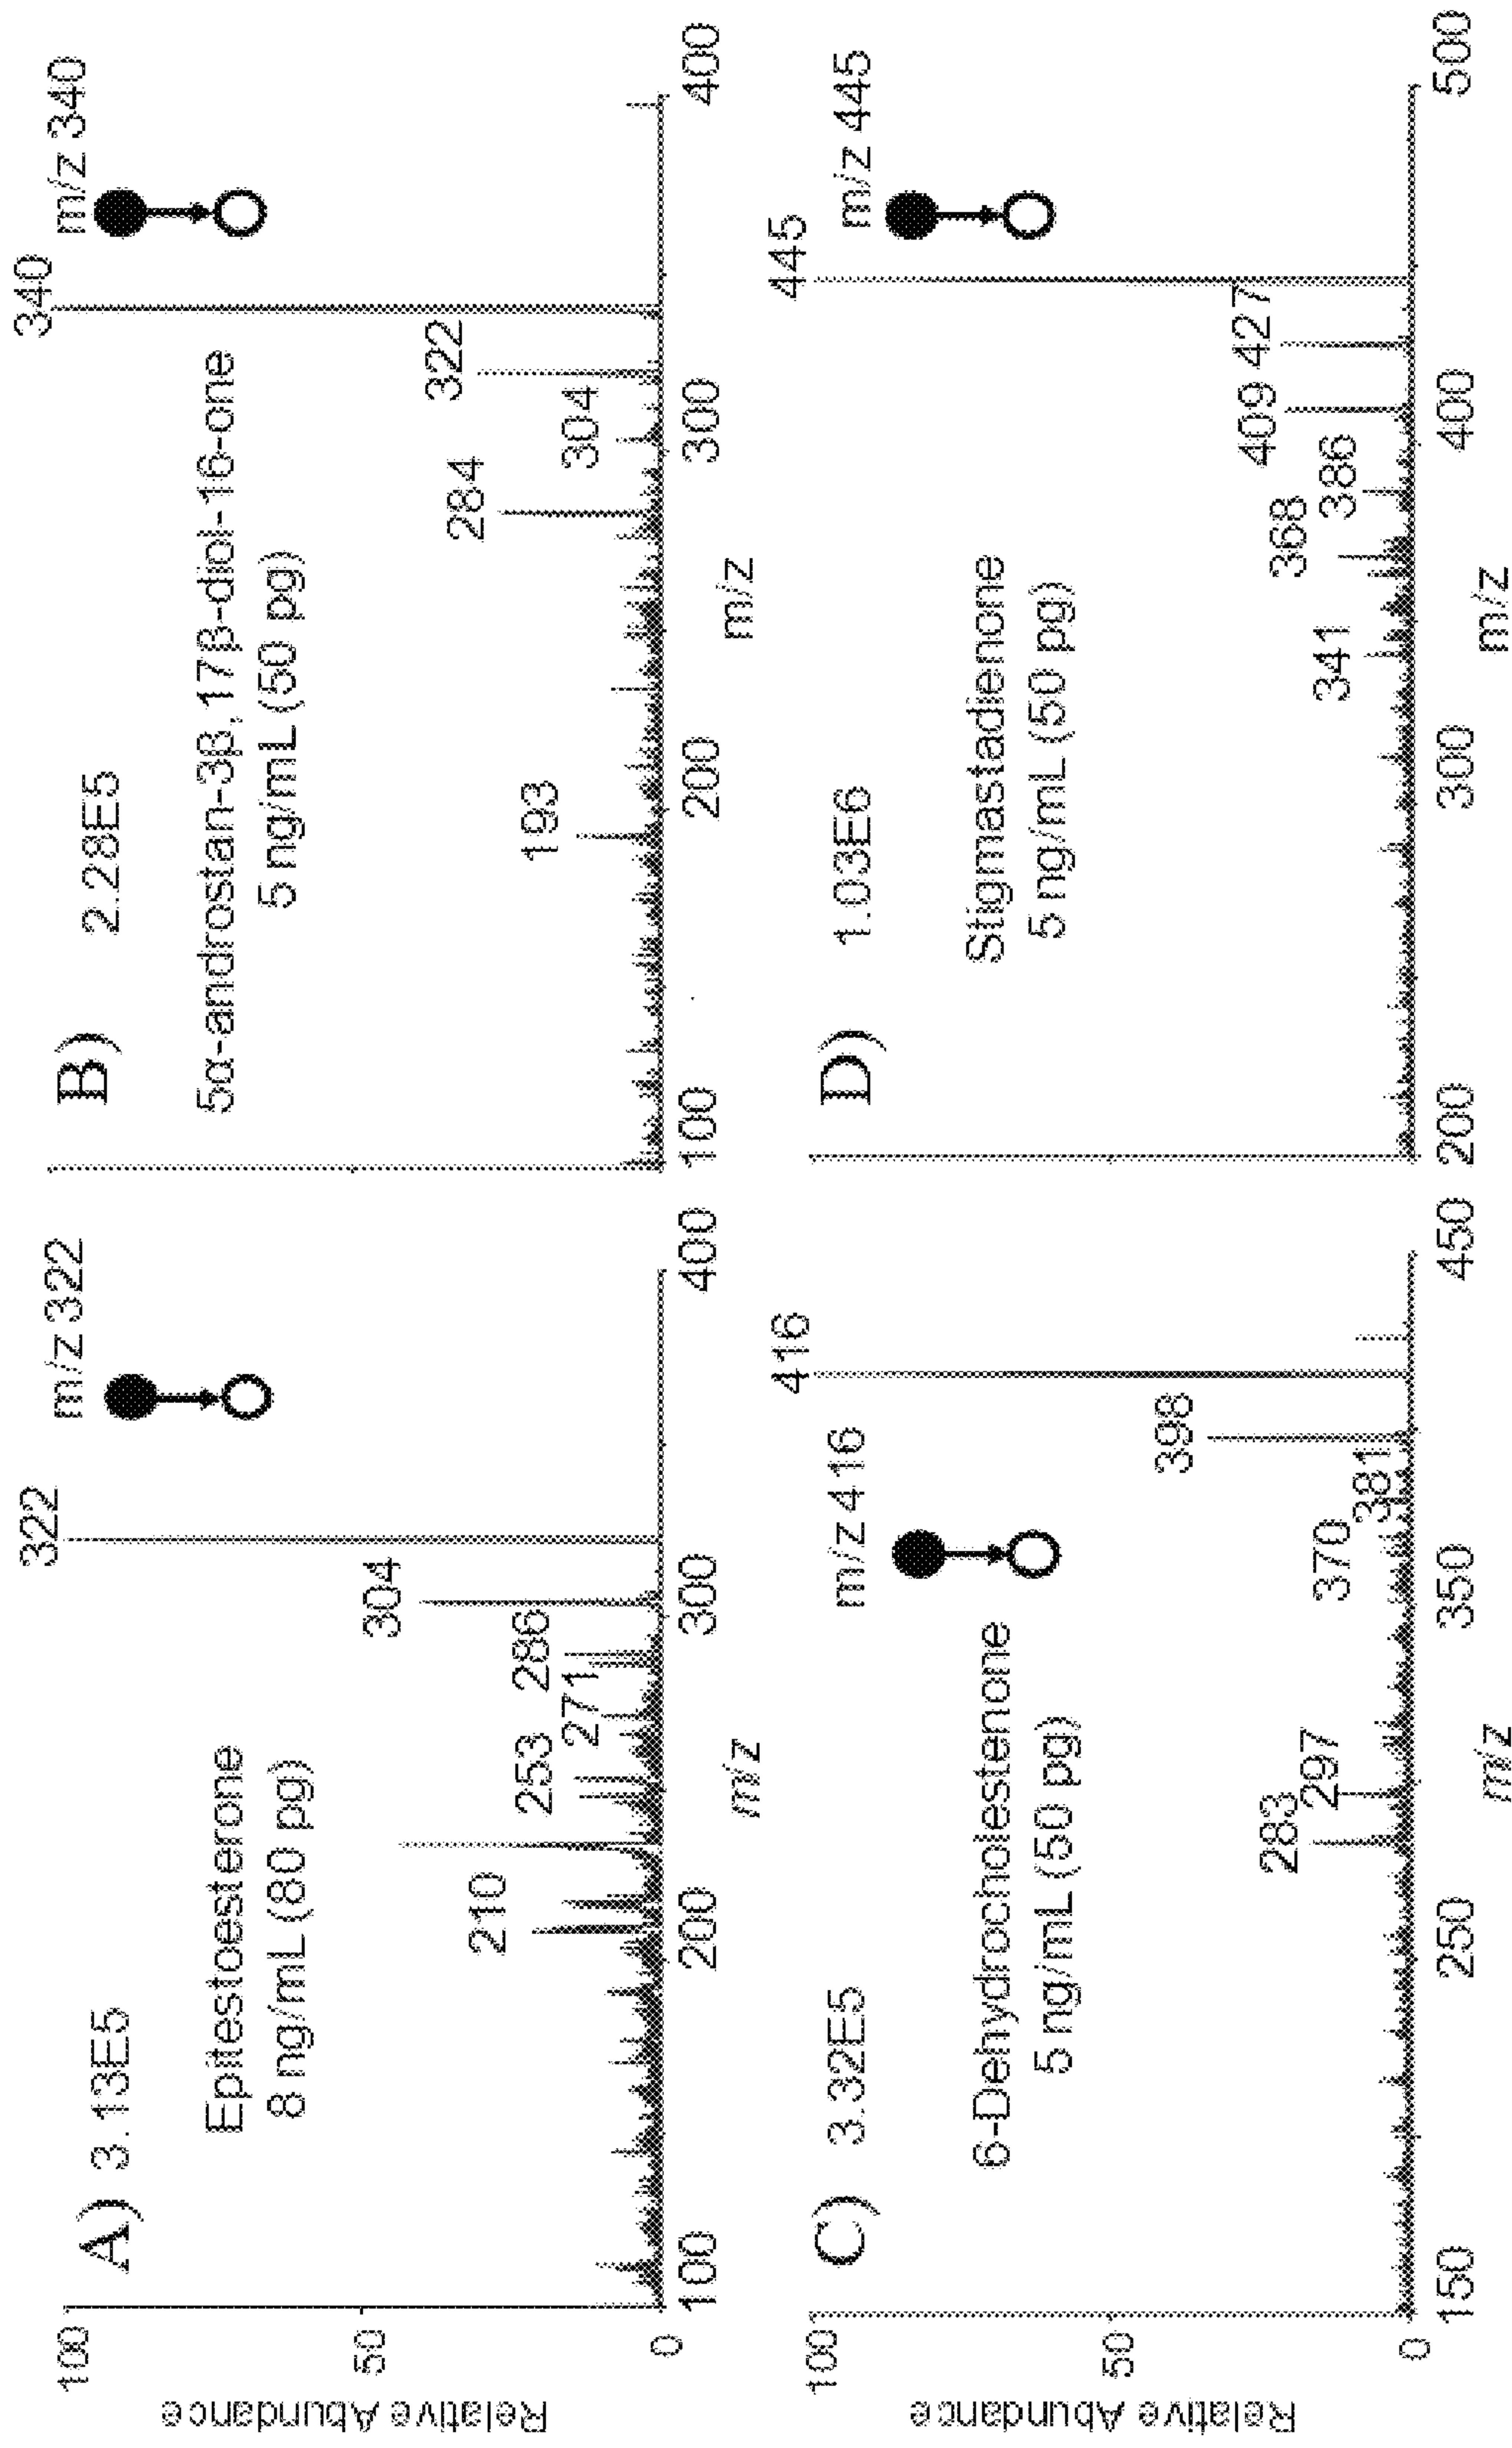 A) 3.13E5
m/z 322
322
Epitestoesterone
8 ng/mL (80 pg)
304
286
271
253
210
Relative Abundance
100
50
0
100
200
300
400
m/z
B) 2.28E5
m/z 340
340
5α-androstan-3β,17β-diol-16-one
5 ng/mL (50 pg)
322
304
284
193
100
200
300
400
m/z
C) 3.32E5
m/z 416
416
6-Dehydrocholestenone
5 ng/mL (50 pg)
398
381
370
297
283
Relative Abundance
100
50
0
150
250
350
450
m/z
D) 1.03E6
m/z 445
445
Stigmastadienone
5 ng/mL (50 pg)
427
409
386
368
341
200
300
400
500
m/z